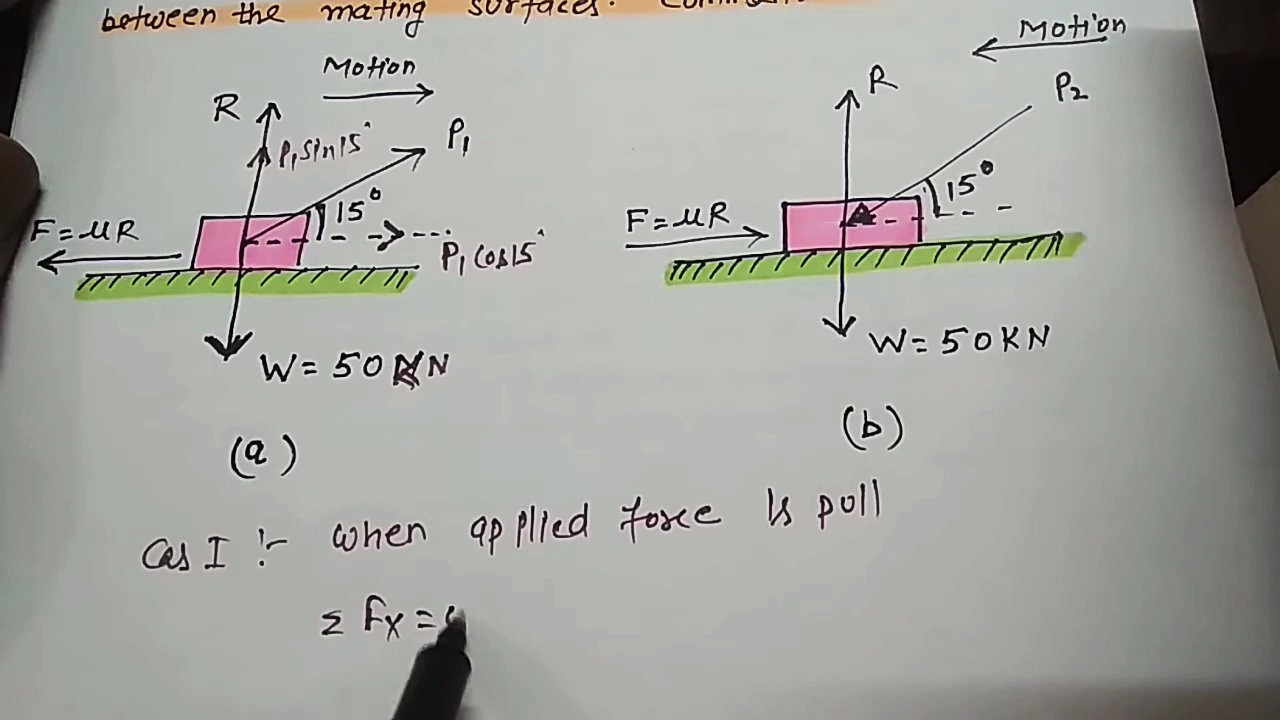 between the mating surfaces.
Motion
R
P₁ sin15°
P₁
15°
F = μR
P₁ cos15°
W = 50 KN
(a)
Motion
R
P₂
15°
F = μR
W = 50 KN
(b)
Cas I :- when applied force is pull
Σ Fx =